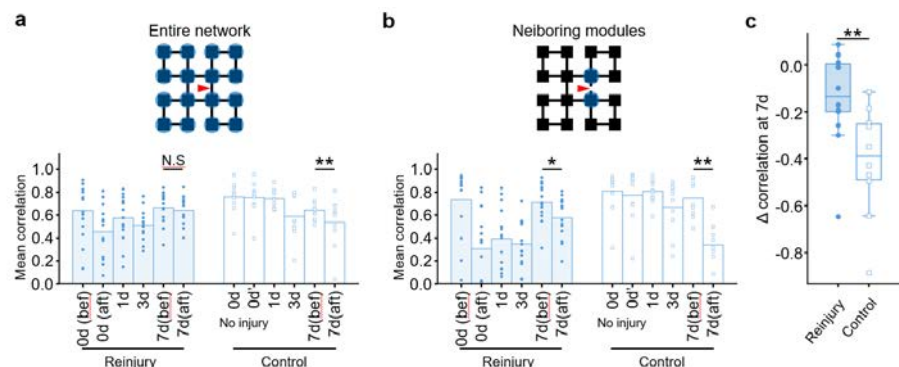 a
Entire network
Mean correlation
1.0
0.8
0.6
0.4
0.2
0.0
N.S
**
0d (bef)
0d (aft)
1d
3d
7d(bef)
7d(aft)
0d
0d'
1d
3d
7d(bef)
7d(aft)
No injury
Reinjury
Control
b
Neiboring modules
Mean correlation
1.0
0.8
0.6
0.4
0.2
0.0
*
**
0d (bef)
0d (aft)
1d
3d
7d(bef)
7d(aft)
0d
0d'
1d
3d
7d(bef)
7d(aft)
No injury
Reinjury
Control
c
**
Δ correlation at 7d
0.0
-0.2
-0.4
-0.6
-0.8
Reinjury
Control